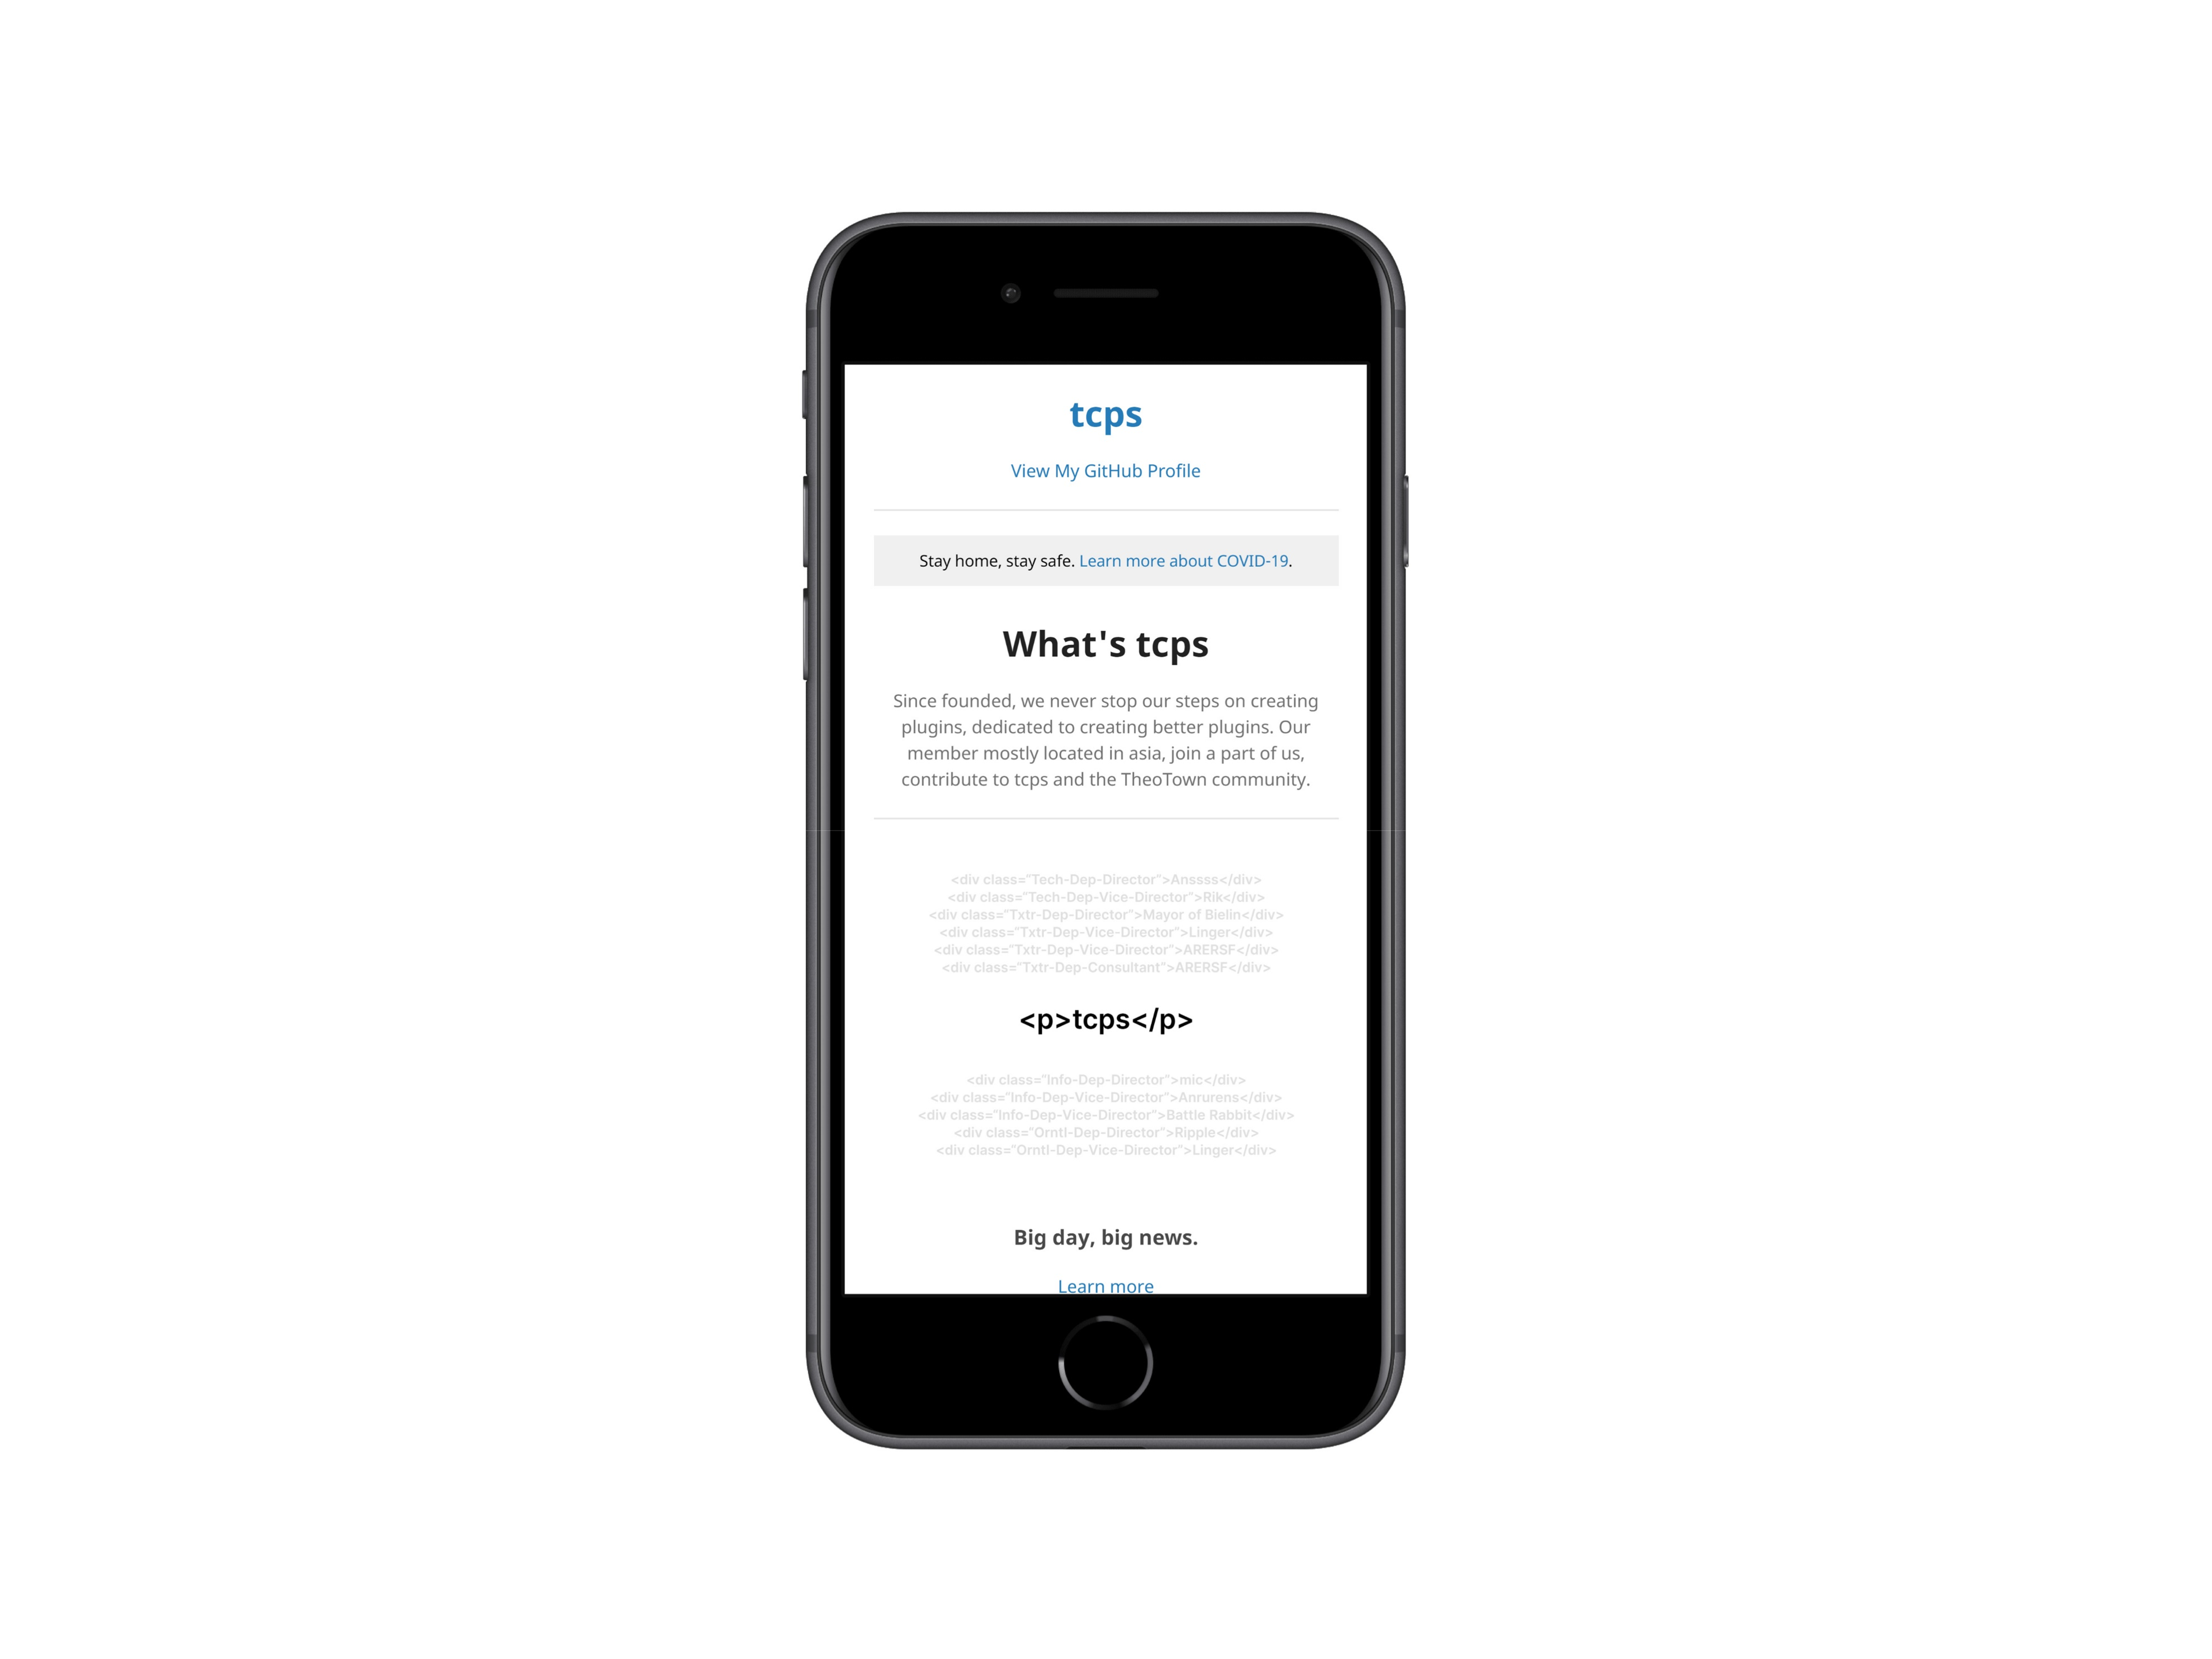 tcps
View My GitHub Profile
Stay home, stay safe. Learn more about COVID-19.
What's tcps
Since founded, we never stop our steps on creating
plugins, dedicated to creating better plugins. Our
member mostly located in asia, join a part of us,
contribute to tcps and the TheoTown community.
<div class="Tech-Dep-Director">Anssss</div>
<div class="Tech-Dep-Vice-Director">Rik</div>
<div class="Txtr-Dep-Director">Mayor of Bielin</div>
<div class="Txtr-Dep-Vice-Director">Linger</div>
<div class="Txtr-Dep-Vice-Director">ARERSF</div>
<div class="Txtr-Dep-Consultant">ARERSF</div>
<p>tcps</p>
<div class="Info-Dep-Director">mic</div>
<div class="Info-Dep-Vice-Director">Anrurens</div>
<div class="Info-Dep-Vice-Director">Battle Rabbit</div>
<div class="Orntl-Dep-Director">Ripple</div>
<div class="Orntl-Dep-Vice-Director">Linger</div>
Big day, big news.
Learn more